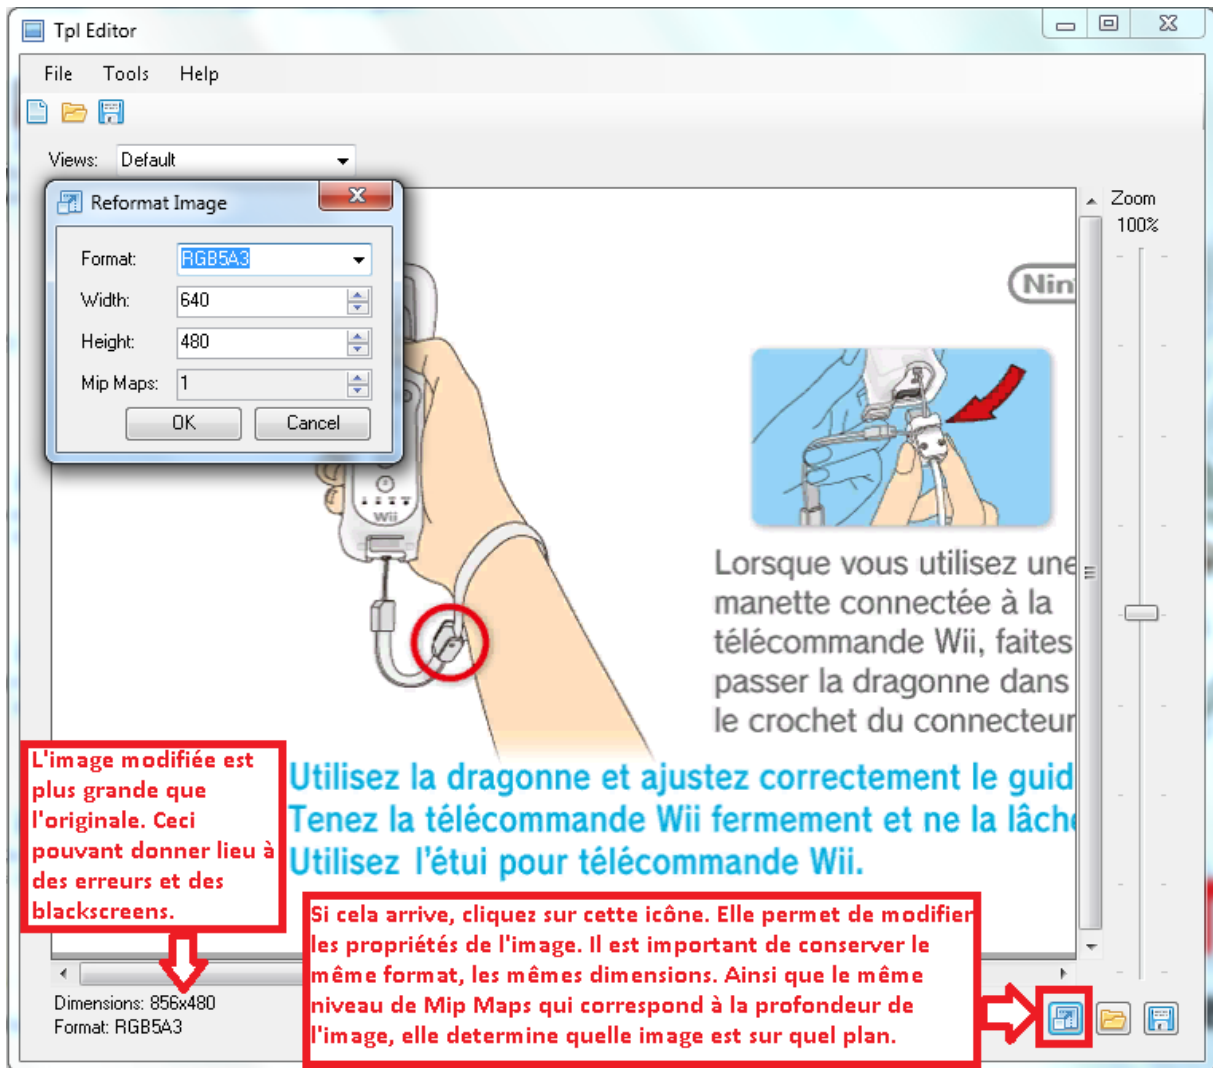 Tpl Editor
File Tools Help
Views: Default
Reformat Image
Format: RGB5A3
Width: 640
Height: 480
Mip Maps: 1
OK Cancel
Zoom
100%
Wii
Lorsque vous utilisez une
manette connectée à la
télécommande Wii, faites
passer la dragonne dans
le crochet du connecteur
Utilisez la dragonne et ajustez correctement le guid
Tenez la télécommande Wii fermement et ne la lâch
Utilisez l'étui pour télécommande Wii.
L'image modifiée est
plus grande que
l'originale. Ceci
pouvant donner lieu à
des erreurs et des
blackscreens.
Si cela arrive, cliquez sur cette icône. Elle permet de modifier
les propriétés de l'image. Il est important de conserver le
même format, les mêmes dimensions. Ainsi que le même
niveau de Mip Maps qui correspond à la profondeur de
l'image, elle determine quelle image est sur quel plan.
Dimensions: 856x480
Format: RGB5A3